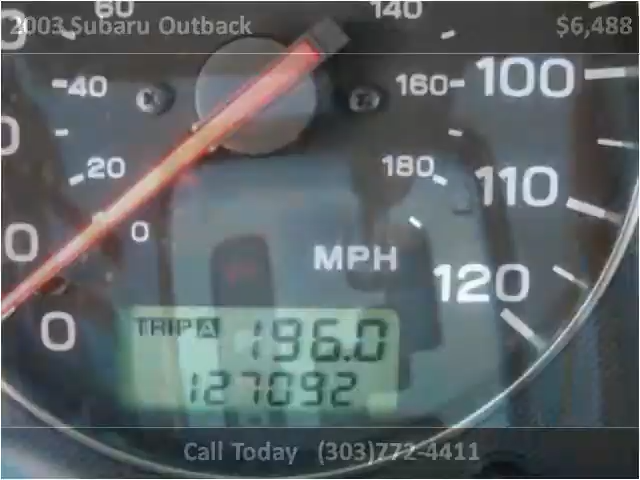 2003 Subaru Outback $6,488
60 140
40 160 100
20 180 110
0 MPH 120
0
TRIP A 196.0
127092
Call Today (303)772-4411